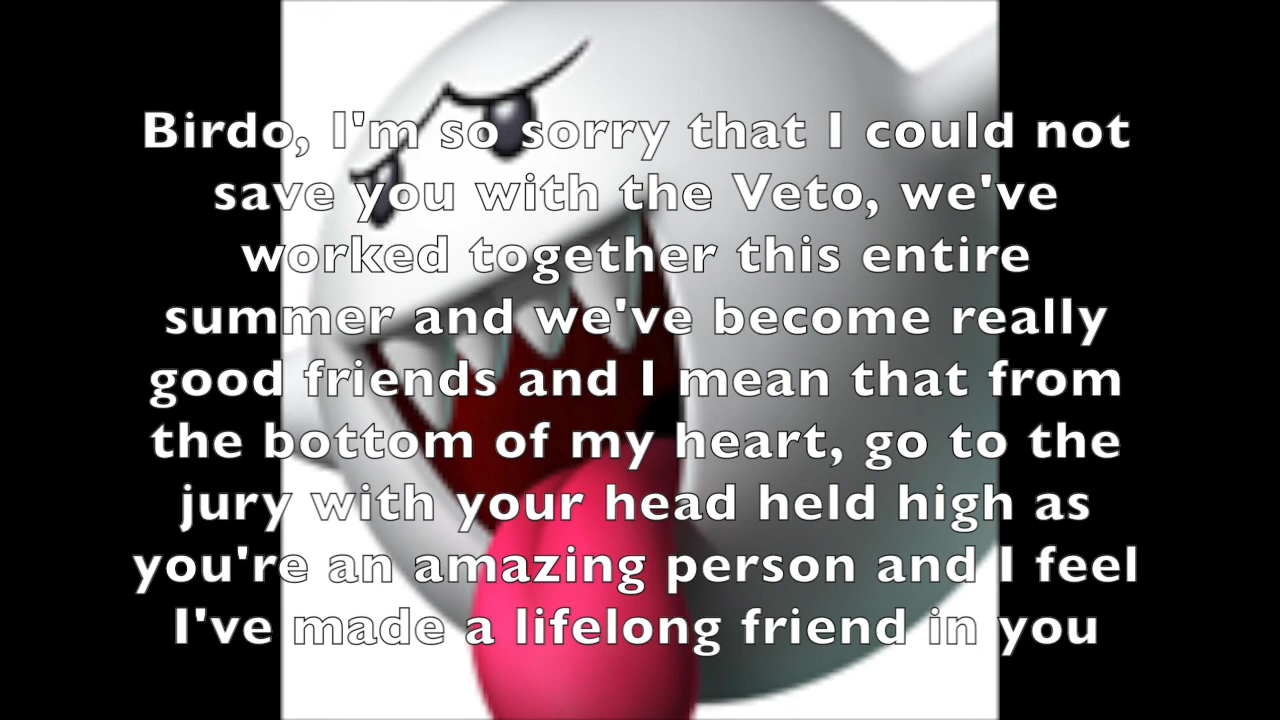 Birdo, I'm so sorry that I could not
save you with the Veto, we've
worked together this entire
summer and we've become really
good friends and I mean that from
the bottom of my heart, go to the
jury with your head held high as
you're an amazing person and I feel
I've made a lifelong friend in you